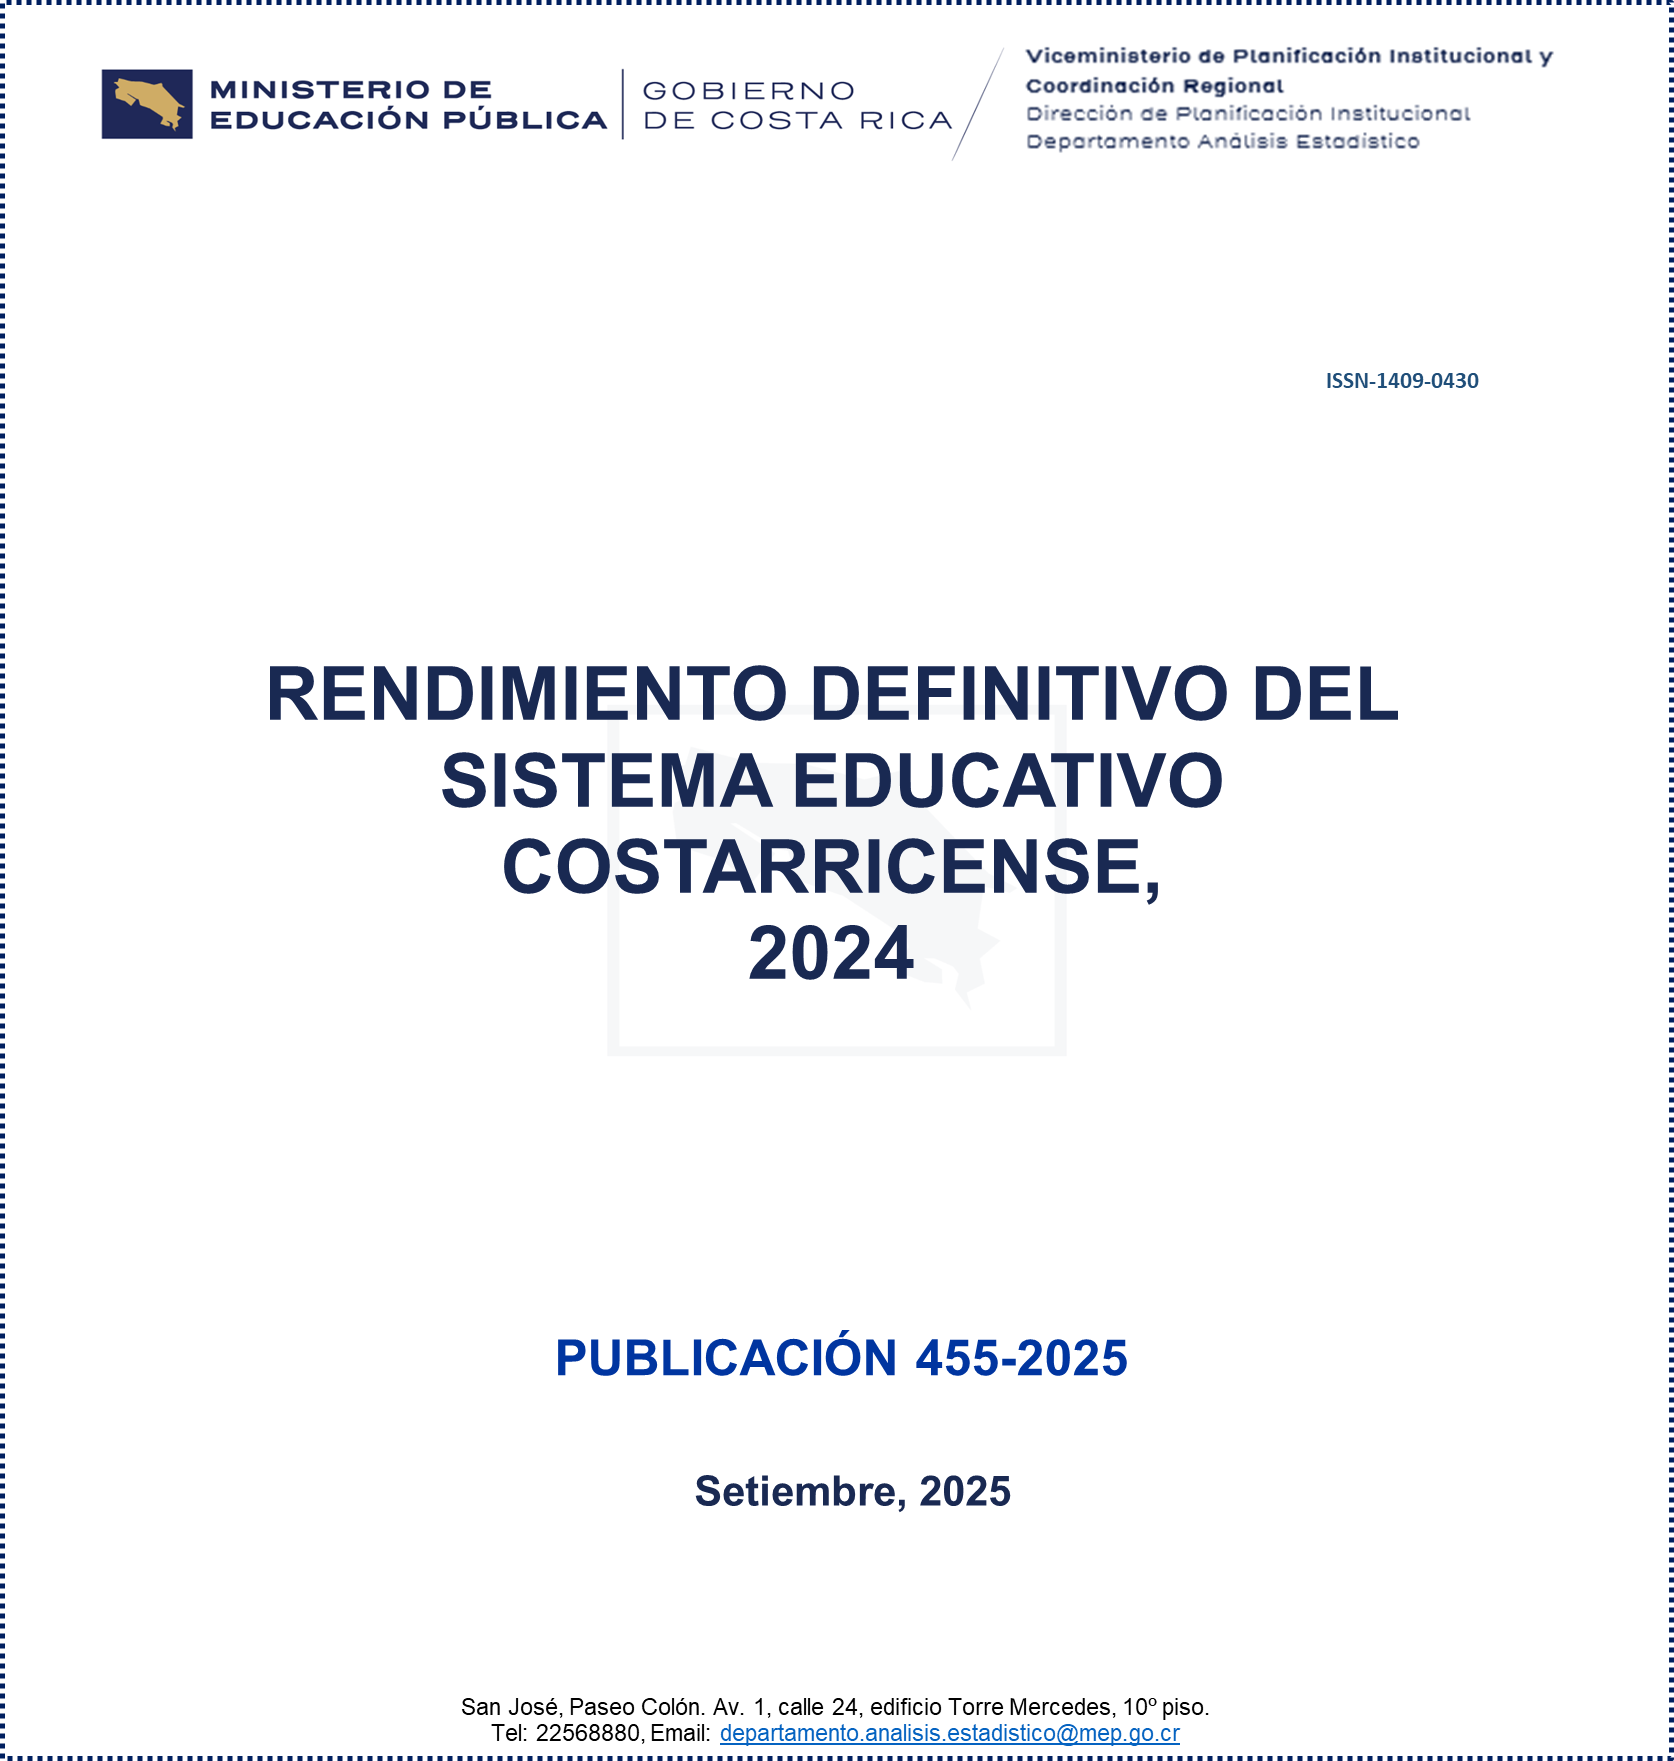 MINISTERIO DE
EDUCACIÓN PÚBLICA
GOBIERNO
DE COSTA RICA
Viceministerio de Planificación Institucional y
Coordinación Regional
Dirección de Planificación Institucional
Departamento Análisis Estadístico
ISSN-1409-0430
RENDIMIENTO DEFINITIVO DEL
SISTEMA EDUCATIVO
COSTARRICENSE,
2024
PUBLICACIÓN 455-2025
Setiembre, 2025
San José, Paseo Colón. Av. 1, calle 24, edificio Torre Mercedes, 10º piso.
Tel: 22568880, Email: departamento.analisis.estadistico@mep.go.cr